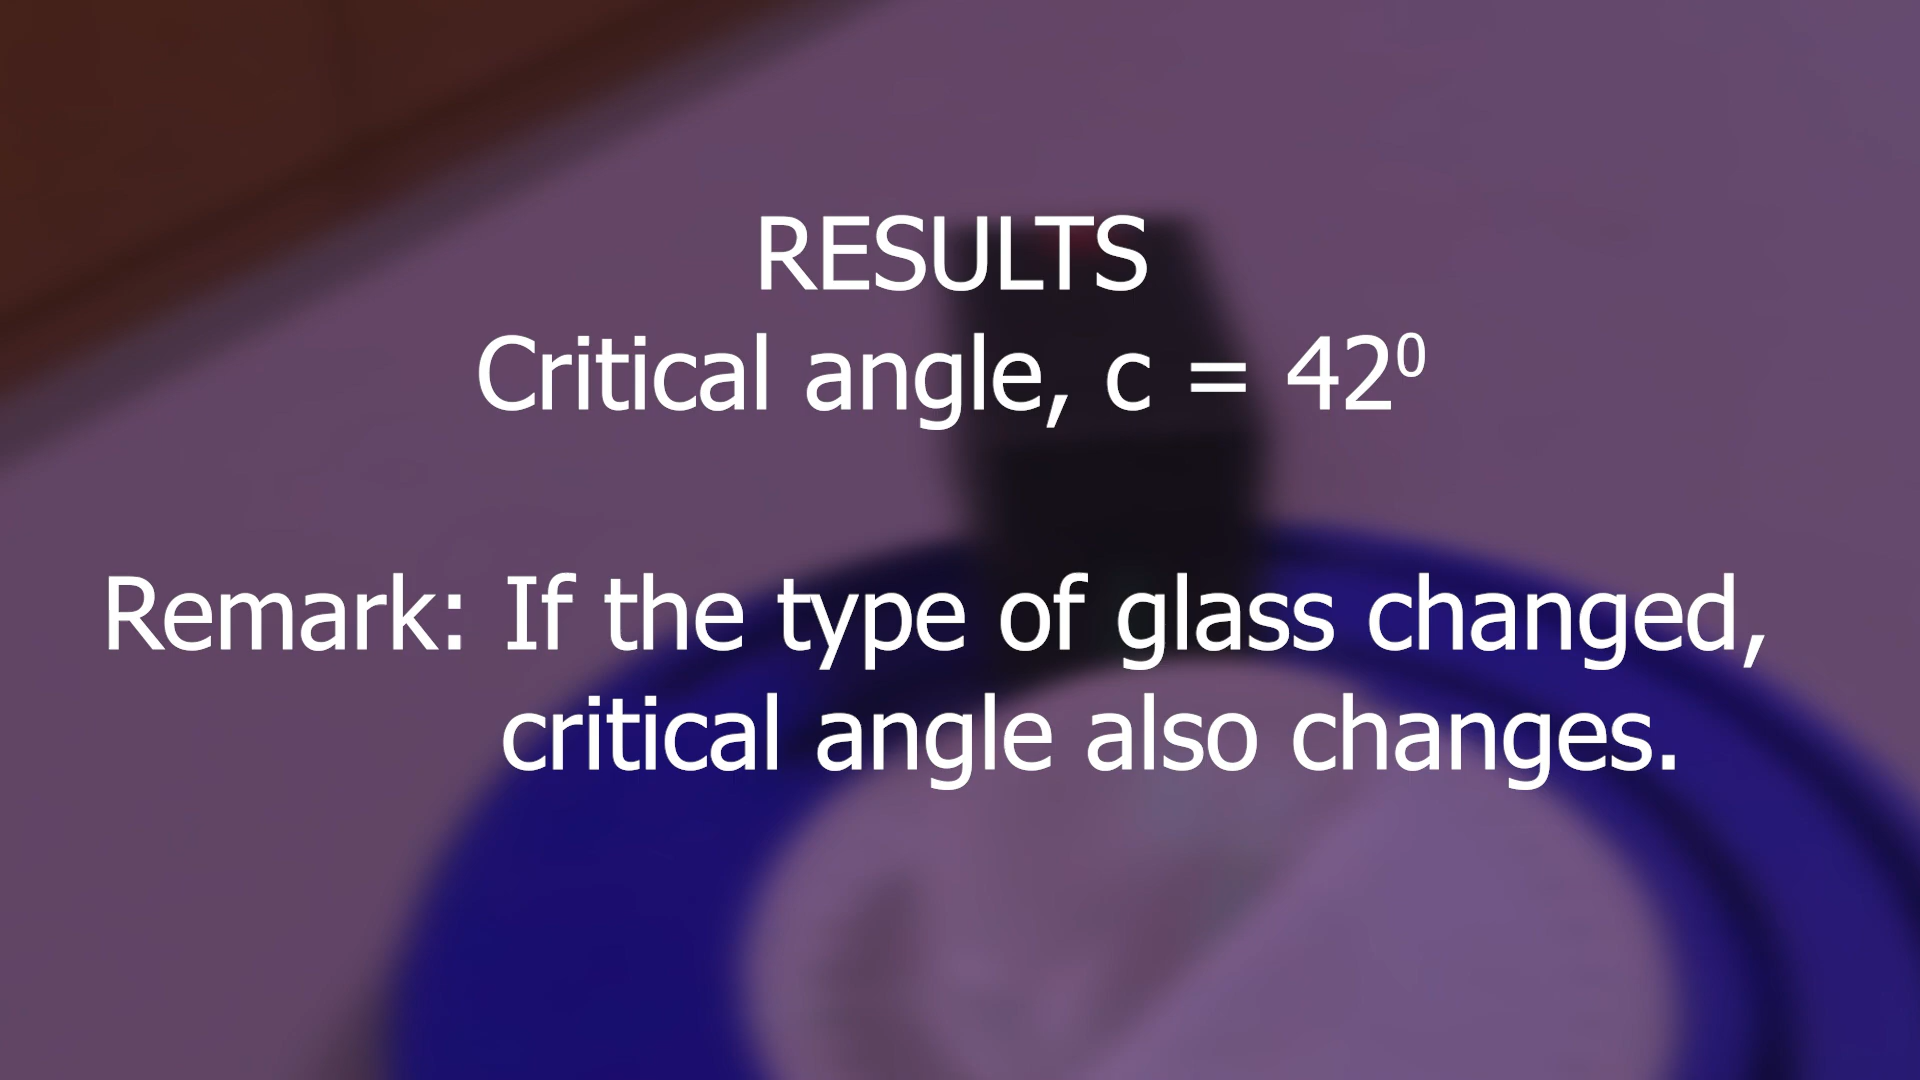 RESULTS
Critical angle, c = 42⁰
Remark: If the type of glass changed,
critical angle also changes.